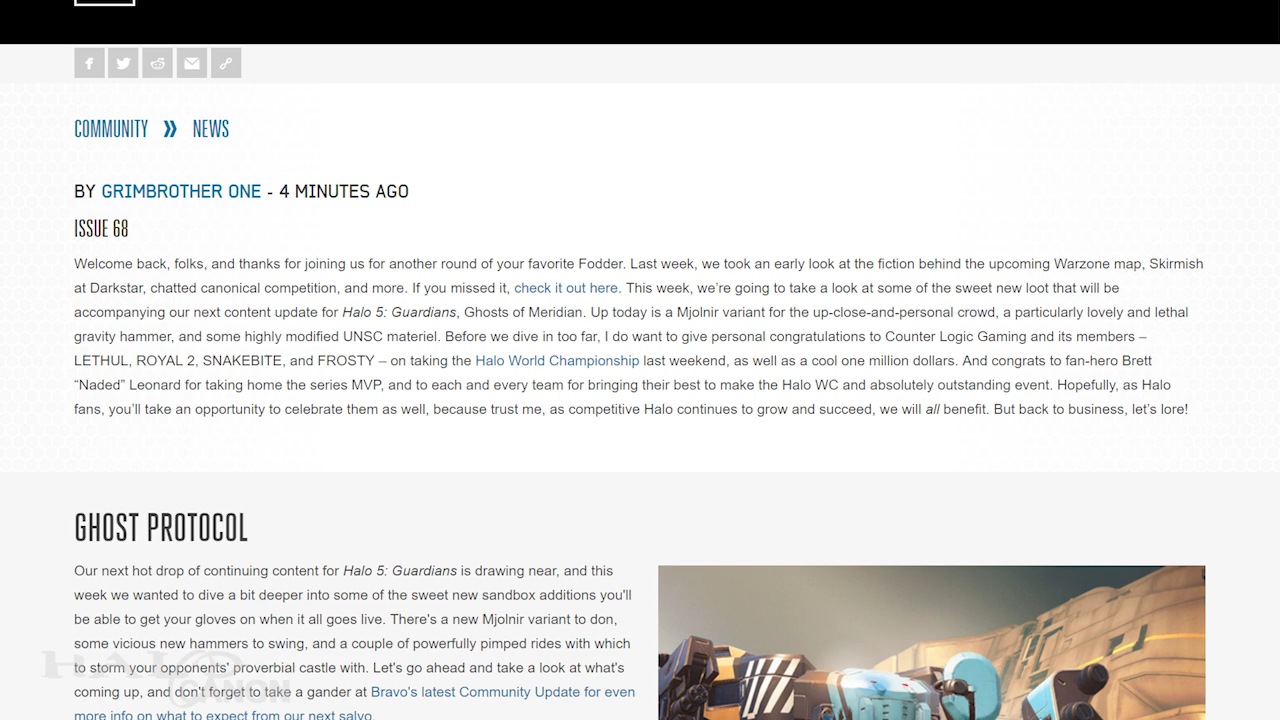 COMMUNITY » NEWS
BY GRIMBROTHER ONE - 4 MINUTES AGO
ISSUE 68
Welcome back, folks, and thanks for joining us for another round of your favorite Fodder. Last week, we took an early look at the fiction behind the upcoming Warzone map, Skirmish
at Darkstar, chatted canonical competition, and more. If you missed it, check it out here. This week, we're going to take a look at some of the sweet new loot that will be
accompanying our next content update for Halo 5: Guardians, Ghosts of Meridian. Up today is a Mjolnir variant for the up-close-and-personal crowd, a particularly lovely and lethal
gravity hammer, and some highly modified UNSC materiel. Before we dive in too far, I do want to give personal congratulations to Counter Logic Gaming and its members –
LETHUL, ROYAL 2, SNAKEBITE, and FROSTY – on taking the Halo World Championship last weekend, as well as a cool one million dollars. And congrats to fan-hero Brett
“Naded” Leonard for taking home the series MVP, and to each and every team for bringing their best to make the Halo WC and absolutely outstanding event. Hopefully, as Halo
fans, you’ll take an opportunity to celebrate them as well, because trust me, as competitive Halo continues to grow and succeed, we will all benefit. But back to business, let’s lore!
GHOST PROTOCOL
Our next hot drop of continuing content for Halo 5: Guardians is drawing near, and this
week we wanted to dive a bit deeper into some of the sweet new sandbox additions you'll
be able to get your gloves on when it all goes live. There's a new Mjolnir variant to don,
some vicious new hammers to swing, and a couple of powerfully pimped rides with which
to storm your opponents' proverbial castle with. Let's go ahead and take a look at what's
coming up, and don't forget to take a gander at Bravo's latest Community Update for even
more info on what to expect from our next salvo.
HALO
CANON